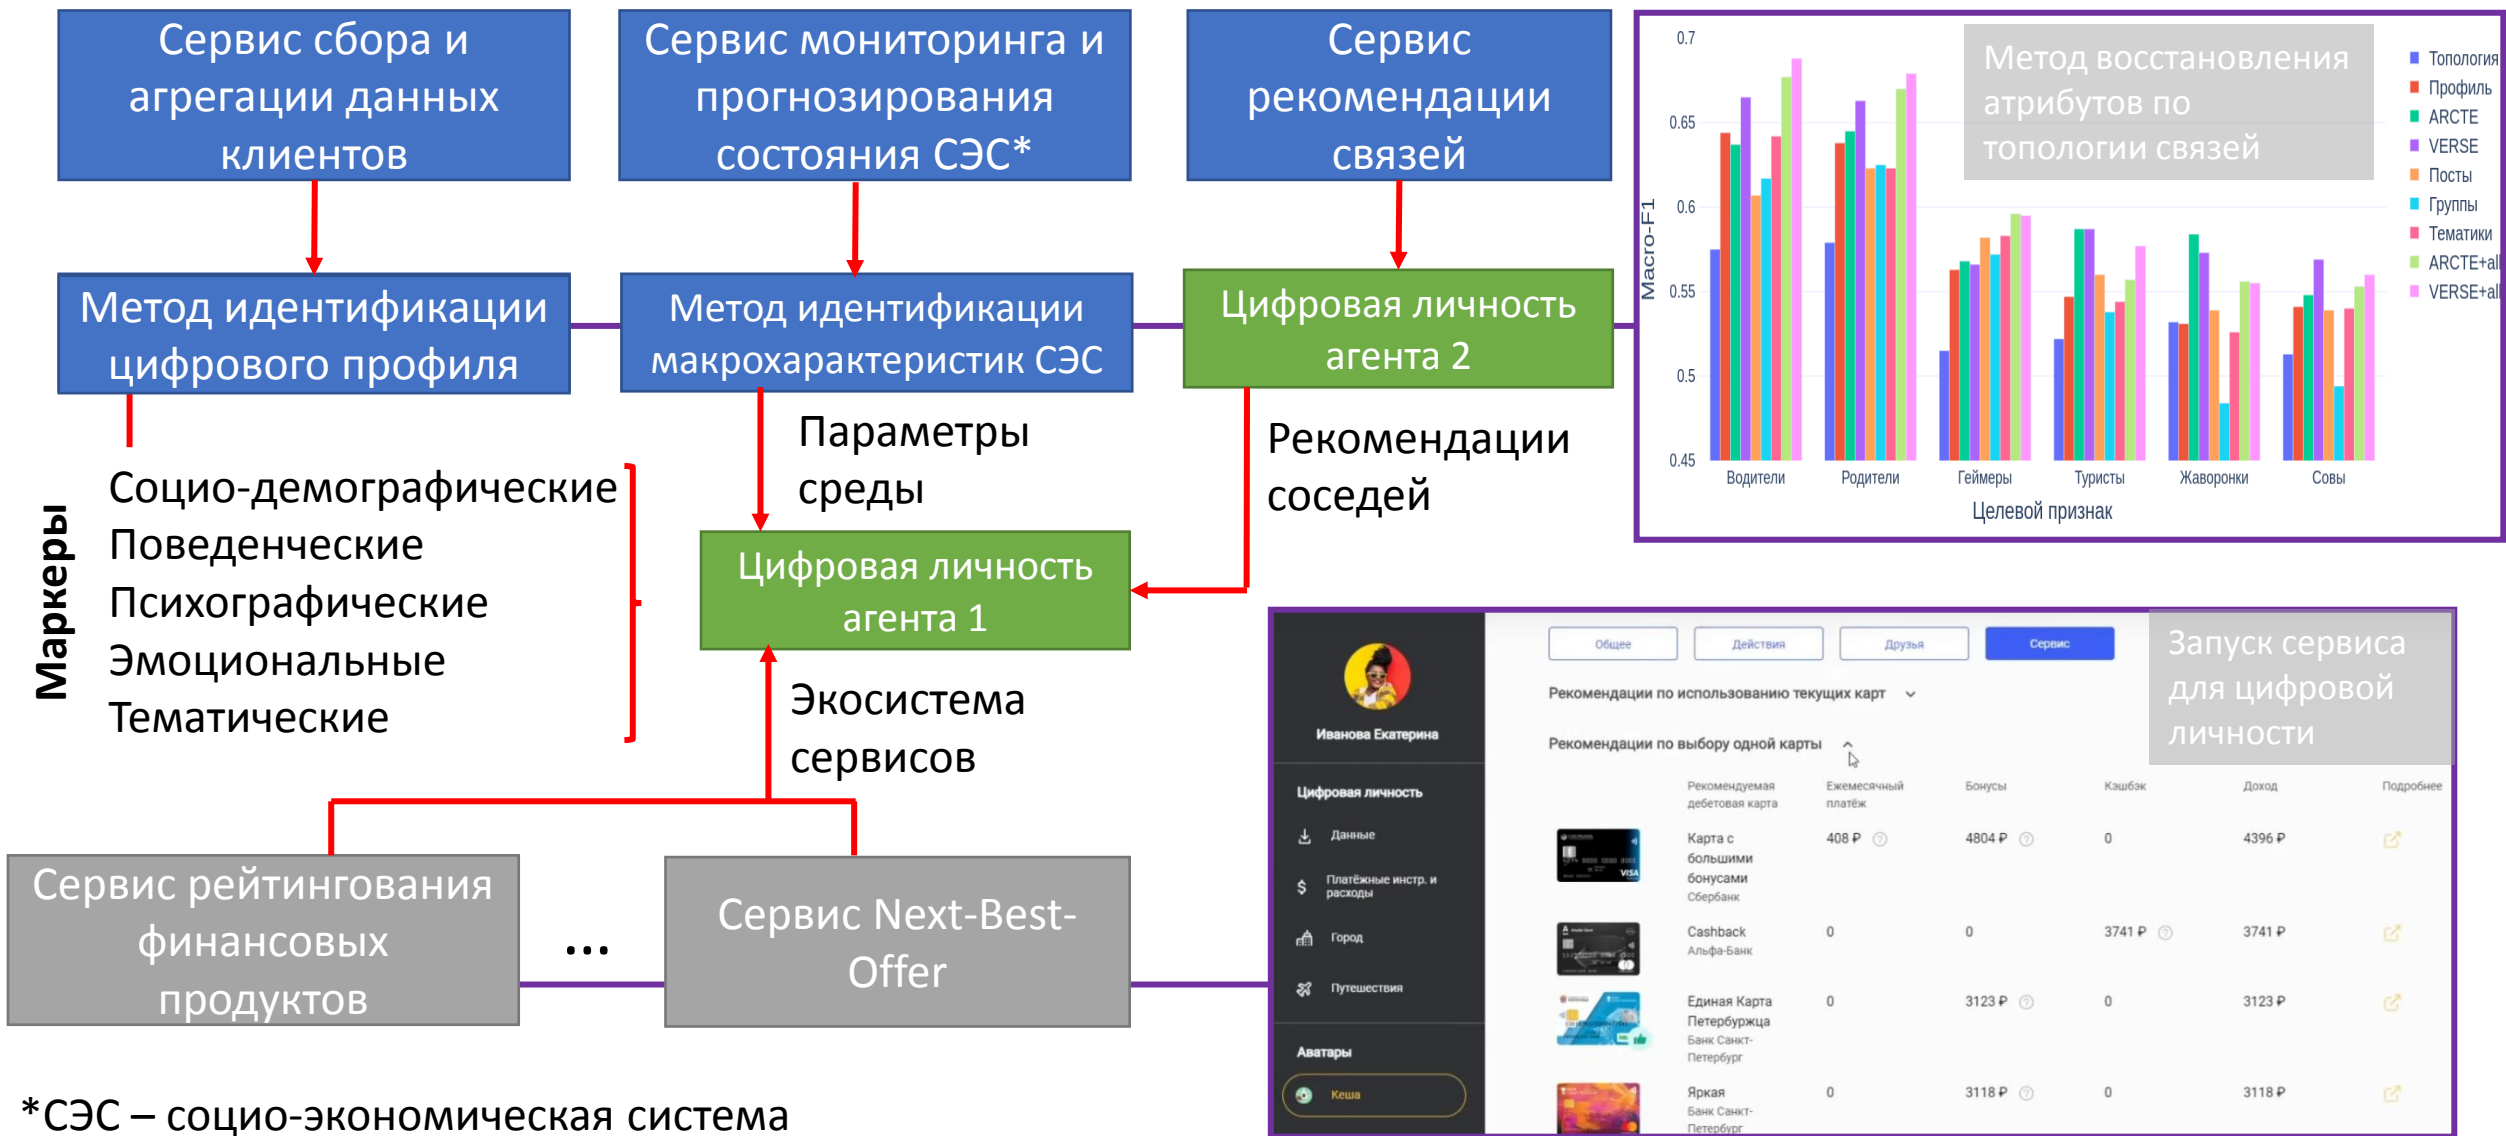 Сервис сбора и
агрегации данных
клиентов
Сервис мониторинга и
прогнозирования
состояния СЭС*
Сервис
рекомендации
связей
Метод идентификации
цифрового профиля
Метод идентификации
макрохарактеристик СЭС
Цифровая личность
агента 2
Маркеры
Социо-демографические
Поведенческие
Психографические
Эмоциональные
Тематические
Параметры
среды
Рекомендации
соседей
Цифровая личность
агента 1
Экосистема
сервисов
Сервис рейтингования
финансовых
продуктов
...
Сервис Next-Best-
Offer
*СЭС – социо-экономическая система
Метод восстановления
атрибутов по
топологии связей
0.7
0.65
0.6
0.55
0.5
0.45
Macro-F1
Водители
Родители
Геймеры
Туристы
Жаворонки
Совы
Целевой признак
Топология
Профиль
ARCTE
VERSE
Посты
Группы
Тематики
ARCTE+all
VERSE+all
Запуск сервиса
для цифровой
личности
Иванова Екатерина
Цифровая личность
Данные
Платёжные инстр. и
расходы
Город
Путешествия
Аватары
Кеша
Общее
Действия
Друзья
Сервис
Рекомендации по использованию текущих карт
Рекомендации по выбору одной карты
Рекомендуемая
дебетовая карта
Ежемесячный
платёж
Бонусы
Кэшбэк
Доход
Подробнее
Карта с
большими
бонусами
Сбербанк
408 ₽
4804 ₽
0
4396 ₽
VISA
Cashback
Альфа-Банк
0
0
3741 ₽
3741 ₽
Единая Карта
Петербуржца
Банк Санкт-
Петербург
0
3123 ₽
0
3123 ₽
Яркая
Банк Санкт-
Петербург
0
3118 ₽
0
3118 ₽